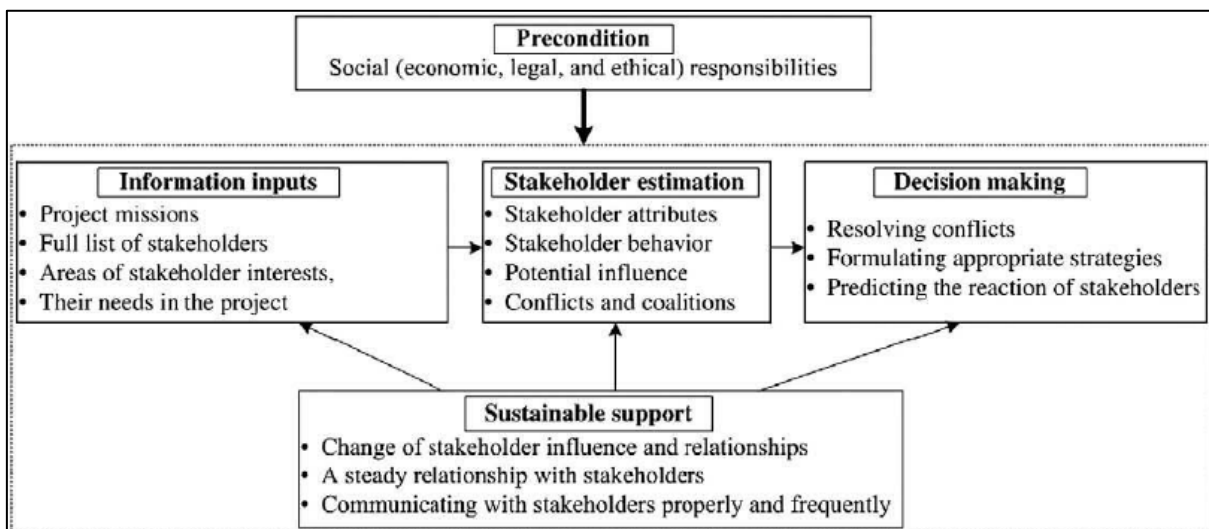 Precondition
Social (economic, legal, and ethical) responsibilities
Information inputs
• Project missions
• Full list of stakeholders
• Areas of stakeholder interests,
• Their needs in the project
Stakeholder estimation
• Stakeholder attributes
• Stakeholder behavior
• Potential influence
• Conflicts and coalitions
Decision making
• Resolving conflicts
• Formulating appropriate strategies
• Predicting the reaction of stakeholders
Sustainable support
• Change of stakeholder influence and relationships
• A steady relationship with stakeholders
• Communicating with stakeholders properly and frequently